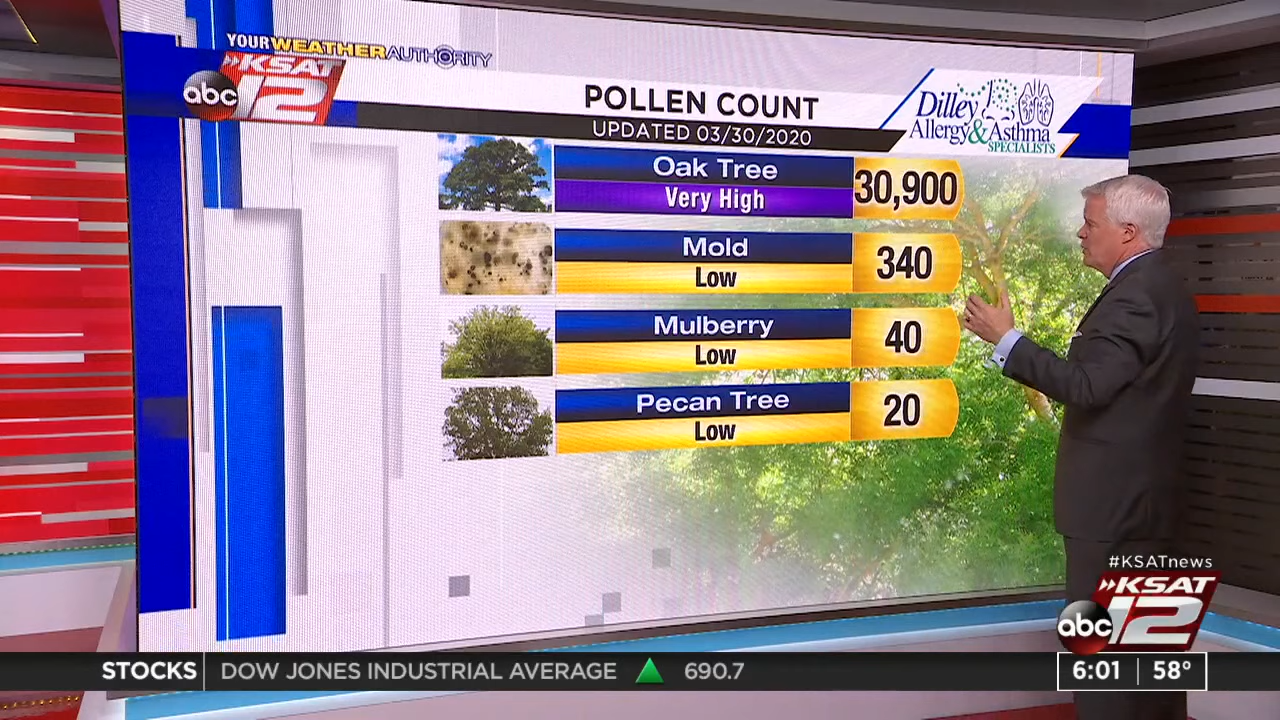 YOUR WEATHER AUTHORITY
KSAT
abc 12
POLLEN COUNT
UPDATED 03/30/2020
Dilley
Allergy & Asthma
SPECIALISTS
Oak Tree
Very High
30,900
Mold
Low
340
Mulberry
Low
40
Pecan Tree
Low
20
#KSATnews
KSAT
abc 12
STOCKS DOW JONES INDUSTRIAL AVERAGE ▲ 690.7
6:01 58°